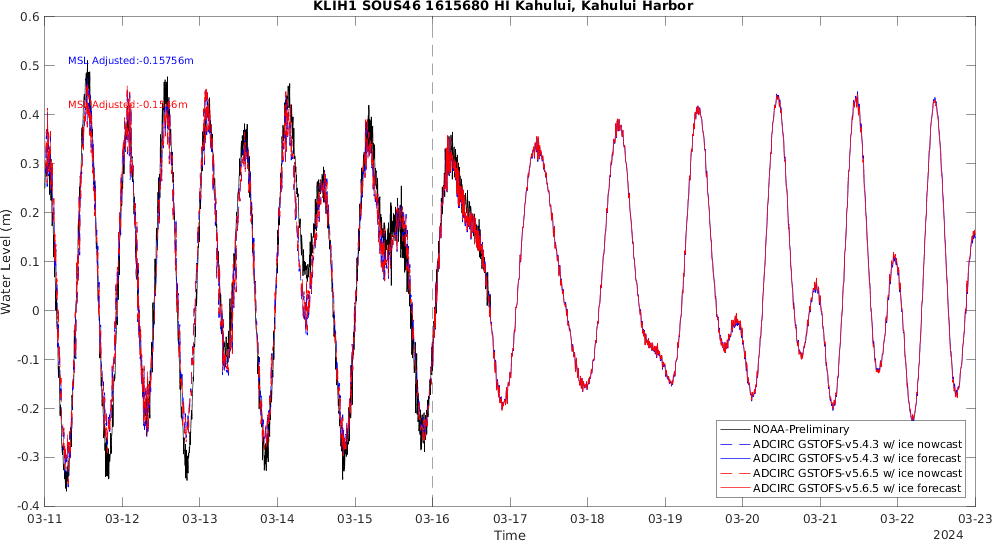 KLIH1 SOUS46 1615680 HI Kahului, Kahului Harbor
0.6
0.5
0.4
0.3
0.2
0.1
0
-0.1
-0.2
-0.3
-0.4
Water Level (m)
MSL Adjusted:-0.15756m
MSL Adjusted:-0.1546m
NOAA-Preliminary
ADCIRC GSTOFS-v5.4.3 w/ ice nowcast
ADCIRC GSTOFS-v5.4.3 w/ ice forecast
ADCIRC GSTOFS-v5.6.5 w/ ice nowcast
ADCIRC GSTOFS-v5.6.5 w/ ice forecast
03-11 03-12 03-13 03-14 03-15 03-16 03-17 03-18 03-19 03-20 03-21 03-22 03-23
Time
2024